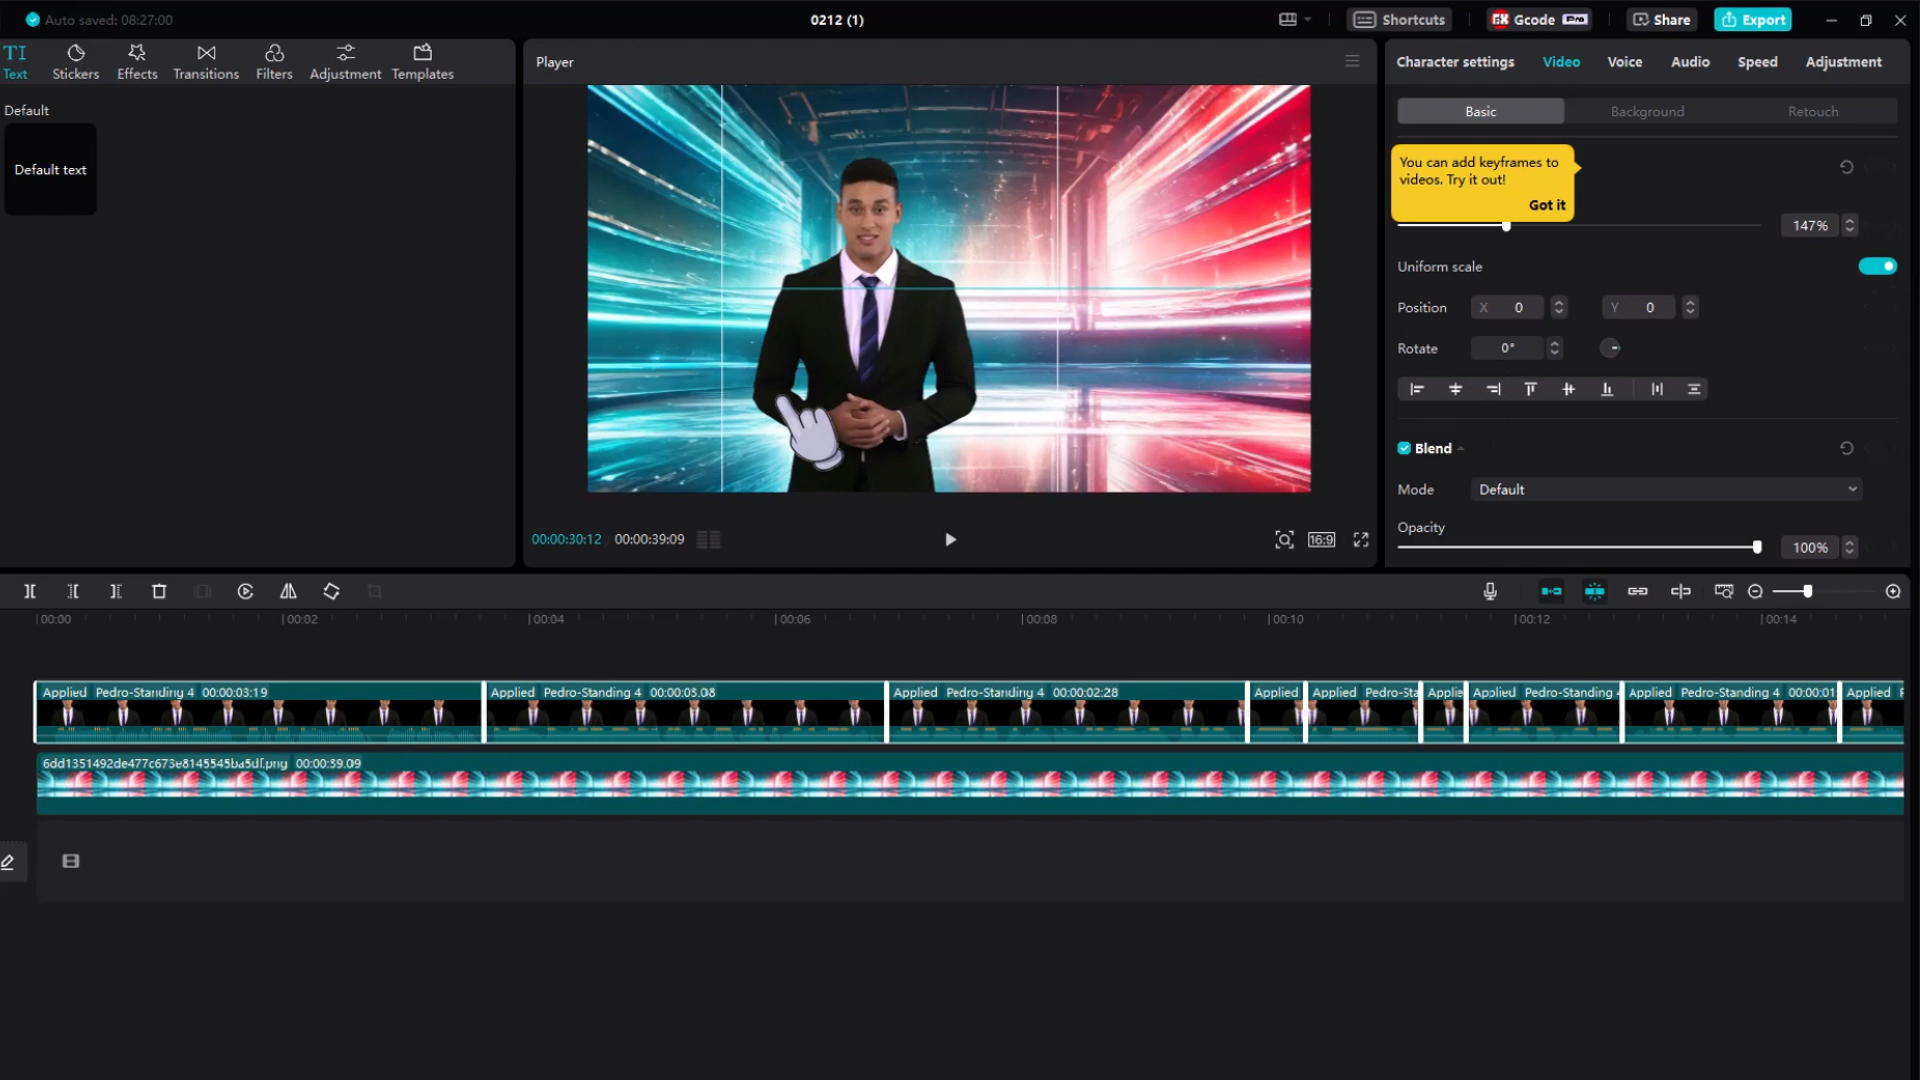 Auto saved: 08:27:00
0212 (1)
Shortcuts
Gcode Pro
Share
Export
TI
Text
Stickers
Effects
Transitions
Filters
Adjustment
Templates
Default
Default text
Player
00:00:30:12
00:00:39:09
16:9
Character settings
Video
Voice
Audio
Speed
Adjustment
Basic
Background
Retouch
You can add keyframes to
videos. Try it out!
Got it
147%
Uniform scale
Position X 0 Y 0
Rotate 0°
Blend
Mode Default
Opacity
100%
00:00 00:02 00:04 00:06 00:08 00:10 00:12 00:14
Applied Pedro-Standing 4 00:00:03:19
Applied Pedro-Standing 4 00:00:03:08
Applied Pedro-Standing 4 00:00:02:28
Applied
Applied Pedro-Sta
Applie
Applied Pedro-Standing 4
Applied Pedro-Standing 4 00:00:01:
Applied
6dd1351492de477c673e8145545ba5df.png 00:00:39:09